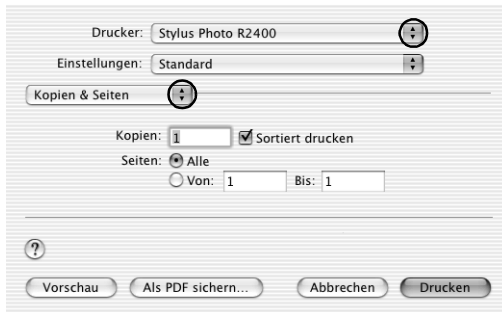 Drucker: Stylus Photo R2400
Einstellungen: Standard
Kopien & Seiten
Kopien: 1 Sortiert drucken
Seiten: Alle
Von: 1 Bis: 1
?
Vorschau Als PDF sichern... Abbrechen Drucken